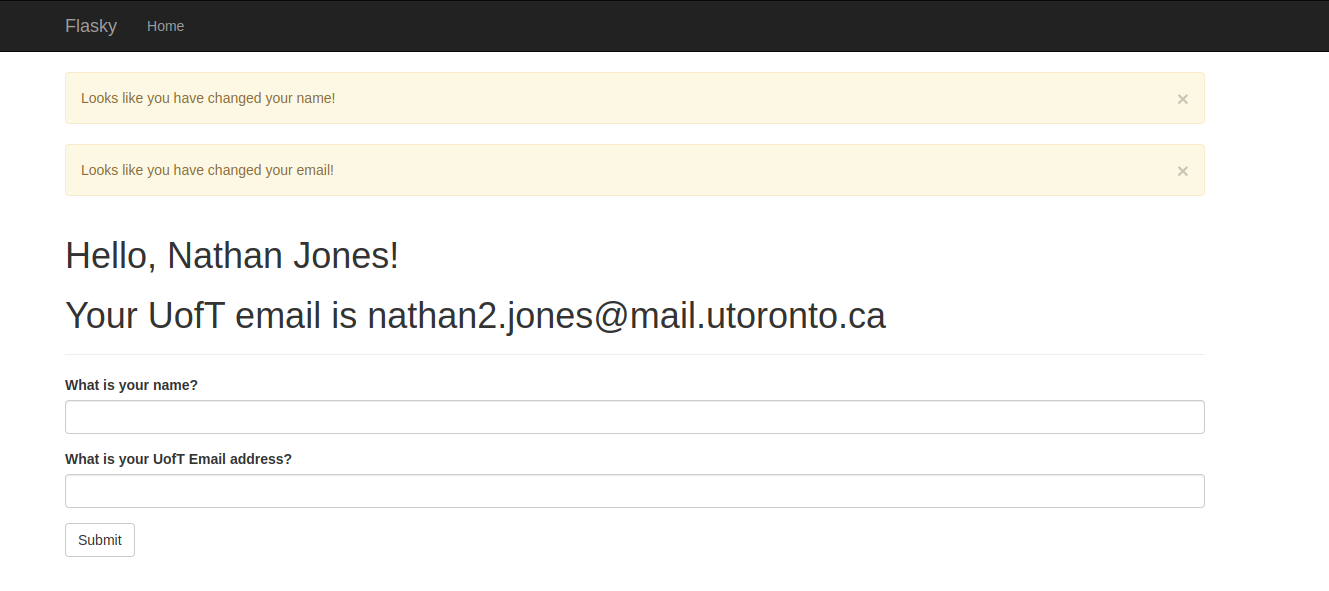 Flasky Home
Looks like you have changed your name! ×
Looks like you have changed your email! ×
Hello, Nathan Jones!
Your UofT email is nathan2.jones@mail.utoronto.ca
What is your name?
What is your UofT Email address?
Submit